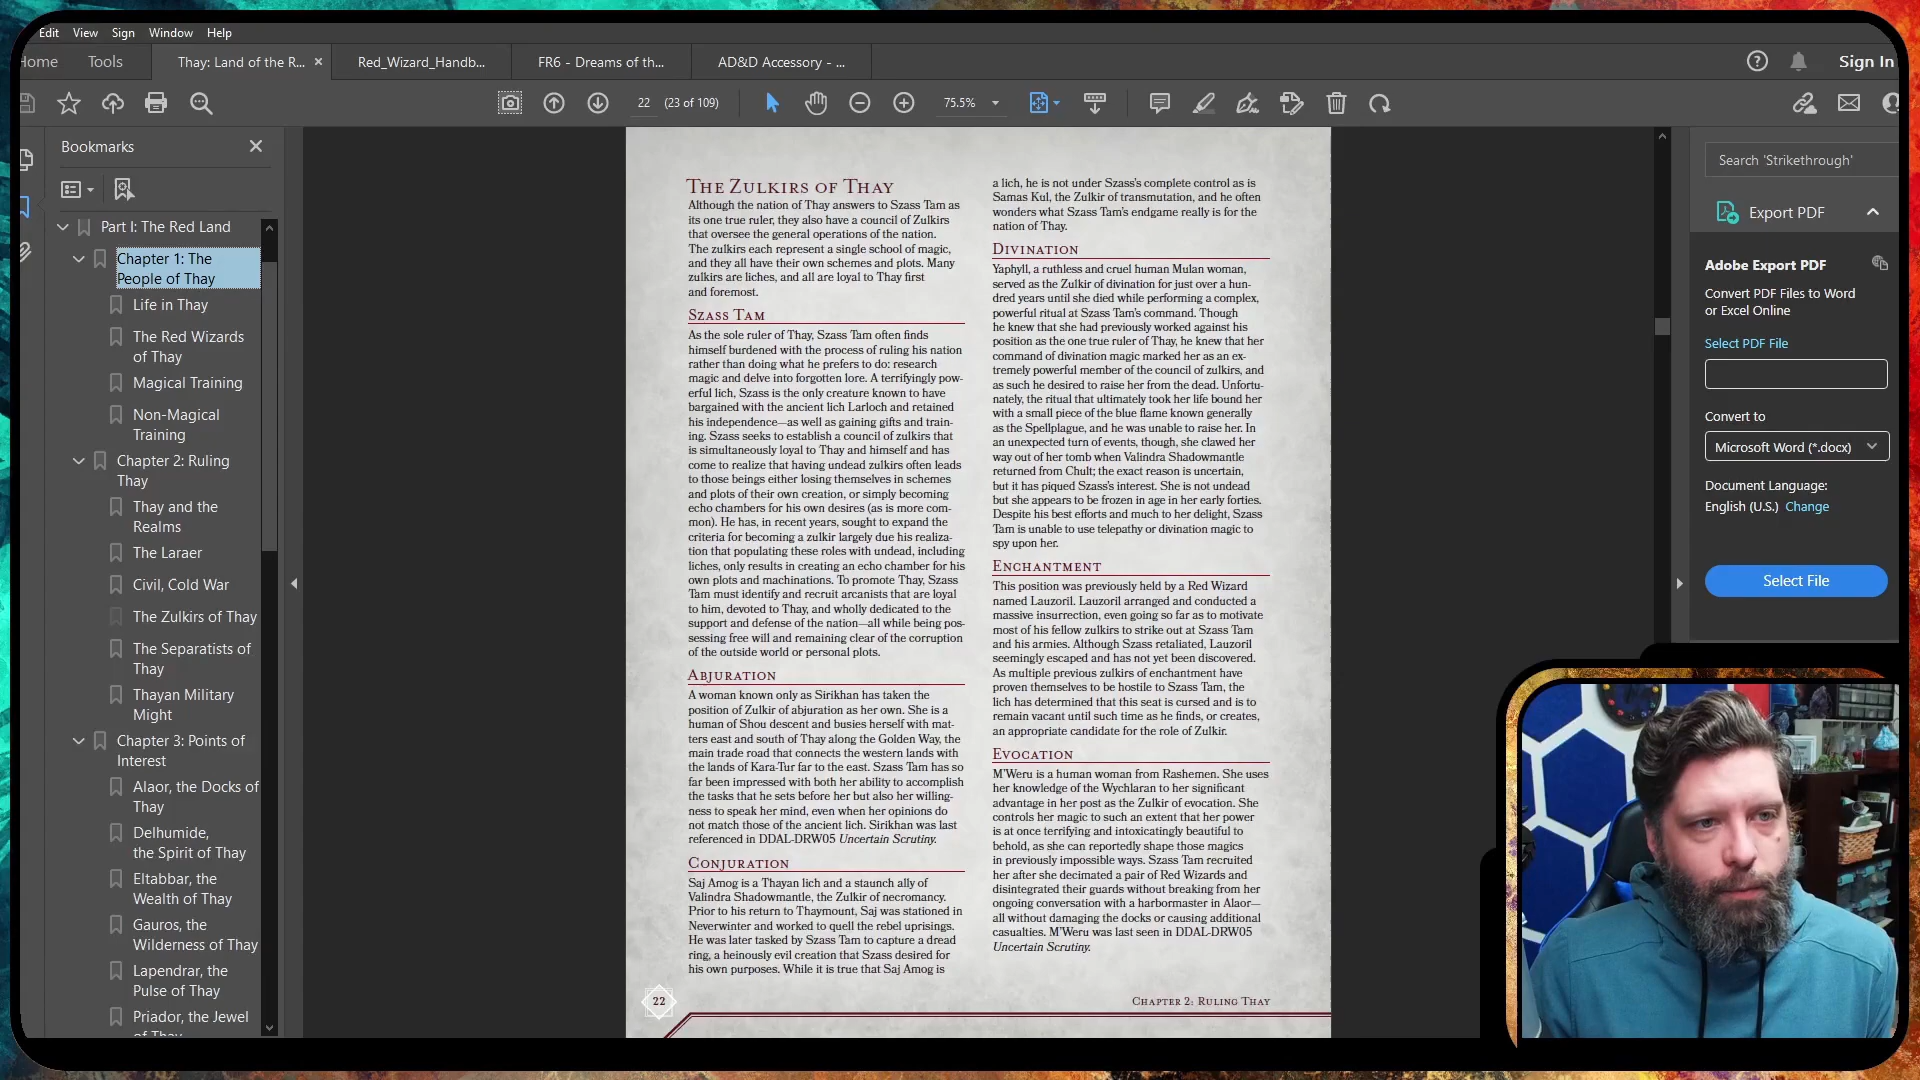 Edit View Sign Window Help
Home Tools Thay: Land of the R... × Red_Wizard_Handb... FR6 - Dreams of th... AD&D Accessory - ... Sign In
22 (23 of 109) 75.5%
Bookmarks
Part I: The Red Land
Chapter 1: The
People of Thay
Life in Thay
The Red Wizards
of Thay
Magical Training
Non-Magical
Training
Chapter 2: Ruling
Thay
Thay and the
Realms
The Laraer
Civil, Cold War
The Zulkirs of Thay
The Separatists of
Thay
Thayan Military
Might
Chapter 3: Points of
Interest
Alaor, the Docks of
Thay
Delhumide,
the Spirit of Thay
Eltabbar, the
Wealth of Thay
Gauros, the
Wilderness of Thay
Lapendrar, the
Pulse of Thay
Priador, the Jewel
of Thay
The Zulkirs of Thay
Although the nation of Thay answers to Szass Tam as
its one true ruler, they also have a council of Zulkirs
that oversee the general operations of the nation.
The zulkirs each represent a single school of magic,
and they all have their own schemes and plots. Many
zulkirs are liches, and all are loyal to Thay first
and foremost.
Szass Tam
As the sole ruler of Thay, Szass Tam often finds
himself burdened with the process of ruling his nation
rather than doing what he prefers to do: research
magic and delve into forgotten lore. A terrifyingly pow-
erful lich, Szass is the only creature known to have
bargained with the ancient lich Larloch and retained
his independence—as well as gaining gifts and train-
ing. Szass seeks to establish a council of zulkirs that
is simultaneously loyal to Thay and himself and has
come to realize that having undead zulkirs often leads
to those beings either losing themselves in schemes
and plots of their own creation, or simply becoming
echo chambers for his own desires (as is more com-
mon). He has, in recent years, sought to expand the
criteria for becoming a zulkir largely due his realiza-
tion that populating these roles with undead, including
liches, only results in creating an echo chamber for his
own plots and machinations. To promote Thay, Szass
Tam must identify and recruit arcanists that are loyal
to him, devoted to Thay, and wholly dedicated to the
support and defense of the nation—all while being pos-
sessing free will and remaining clear of the corruption
of the outside world or personal plots.
Abjuration
A woman known only as Sirikhan has taken the
position of Zulkir of abjuration as her own. She is a
human of Shou descent and busies herself with mat-
ters east and south of Thay along the Golden Way, the
main trade road that connects the western lands with
the lands of Kara-Tur far to the east. Szass Tam has so
far been impressed with both her ability to accomplish
the tasks that he sets before her but also her willing-
ness to speak her mind, even when her opinions do
not match those of the ancient lich. Sirikhan was last
referenced in DDAL-DRW05 Uncertain Scrutiny.
Conjuration
Saj Amog is a Thayan lich and a staunch ally of
Valindra Shadowmantle, the Zulkir of necromancy.
Prior to his return to Thaymount, Saj was stationed in
Neverwinter and worked to quell the rebel uprisings.
He was later tasked by Szass Tam to capture a dread
ring, a heinously evil creation that Szass desired for
his own purposes. While it is true that Saj Amog is
a lich, he is not under Szass's complete control as is
Samas Kul, the Zulkir of transmutation, and he often
wonders what Szass Tam's endgame really is for the
nation of Thay.
Divination
Yaphyll, a ruthless and cruel human Mulan woman,
served as the Zulkir of divination for just over a hun-
dred years until she died while performing a complex,
powerful ritual at Szass Tam's command. Though
he knew that she had previously worked against his
position as the one true ruler of Thay, he knew that her
command of divination magic marked her as an ex-
tremely powerful member of the council of zulkirs, and
as such he desired to raise her from the dead. Unfortu-
nately, the ritual that ultimately took her life bound her
with a small piece of the blue flame known generally
as the Spellplague, and he was unable to raise her. In
an unexpected turn of events, though, she clawed her
way out of her tomb when Valindra Shadowmantle
returned from Chult; the exact reason is uncertain,
but it has piqued Szass's interest. She is not undead
but she appears to be frozen in age in her early forties.
Despite his best efforts and much to her delight, Szass
Tam is unable to use telepathy or divination magic to
spy upon her.
Enchantment
This position was previously held by a Red Wizard
named Lauzoril. Lauzoril arranged and conducted a
massive insurrection, even going so far as to motivate
most of his fellow zulkirs to strike out at Szass Tam
and his armies. Although Szass retaliated, Lauzoril
seemingly escaped and has not yet been discovered.
As multiple previous zulkirs of enchantment have
proven themselves to be hostile to Szass Tam, the
lich has determined that this seat is cursed and is to
remain vacant until such time as he finds, or creates,
an appropriate candidate for the role of Zulkir.
Evocation
M'Weru is a human woman from Rashemen. She uses
her knowledge of the Wychlaran to her significant
advantage in her post as the Zulkir of evocation. She
controls her magic to such an extent that her power
is at once terrifying and intoxicatingly beautiful to
behold, as she can reportedly shape those magics
in previously impossible ways. Szass Tam recruited
her after she decimated a pair of Red Wizards and
disintegrated their guards without breaking from her
ongoing conversation with a harbormaster in Alaor—
all without damaging the docks or causing additional
casualties. M'Weru was last seen in DDAL-DRW05
Uncertain Scrutiny.
22
Chapter 2: Ruling Thay
Search 'Strikethrough'
Export PDF
Adobe Export PDF
Convert PDF Files to Word
or Excel Online
Select PDF File
Convert to
Microsoft Word (*.docx)
Document Language:
English (U.S.) Change
Select File